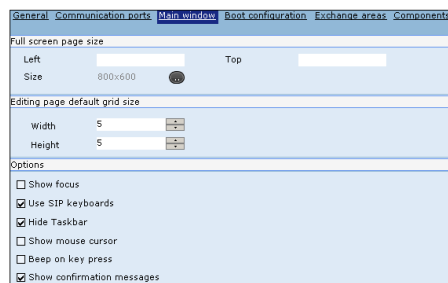 General Communication ports Main window Boot configuration Exchange areas Components
Full screen page size
Left Top
Size 800x600
Editing page default grid size
Width 5
Height 5
Options
Show focus
Use SIP keyboards
Hide Taskbar
Show mouse cursor
Beep on key press
Show confirmation messages